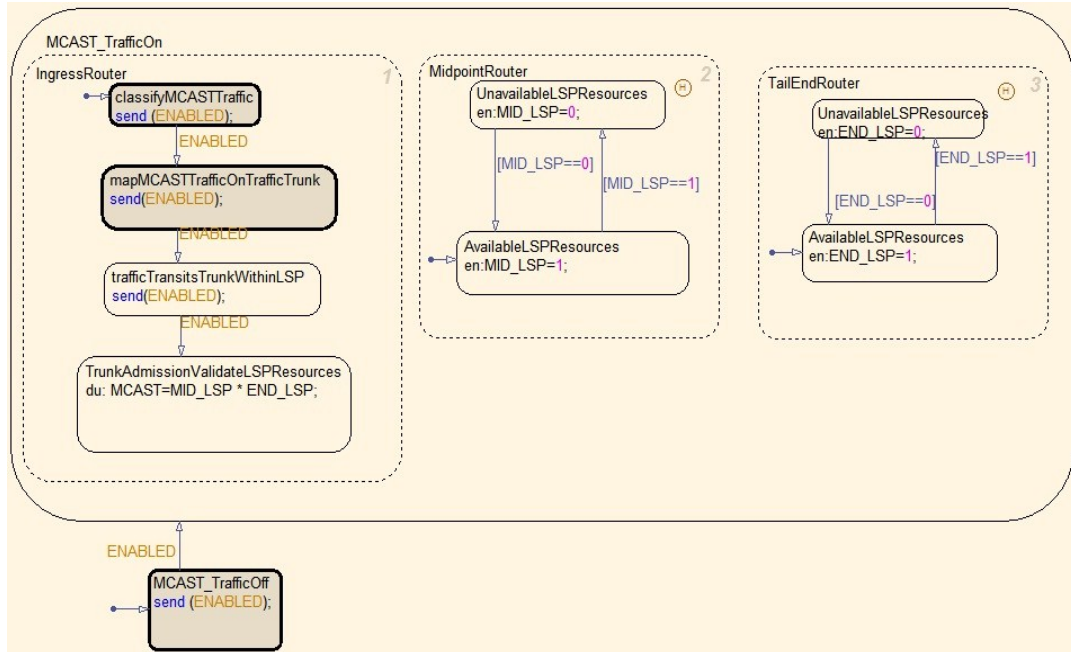 MCAST_TrafficOn
IngressRouter
1
classifyMCASTTraffic
send (ENABLED);
ENABLED
mapMCASTTrafficOnTrafficTrunk
send(ENABLED);
ENABLED
trafficTransitsTrunkWithinLSP
send(ENABLED);
ENABLED
TrunkAdmissionValidateLSPResources
du: MCAST=MID_LSP * END_LSP;
MidpointRouter
2
H
UnavailableLSPResources
en:MID_LSP=0;
[MID_LSP==0]
[MID_LSP==1]
AvailableLSPResources
en:MID_LSP=1;
TailEndRouter
3
H
UnavailableLSPResources
en:END_LSP=0;
[END_LSP==1]
[END_LSP==0]
AvailableLSPResources
en:END_LSP=1;
ENABLED
MCAST_TrafficOff
send (ENABLED);